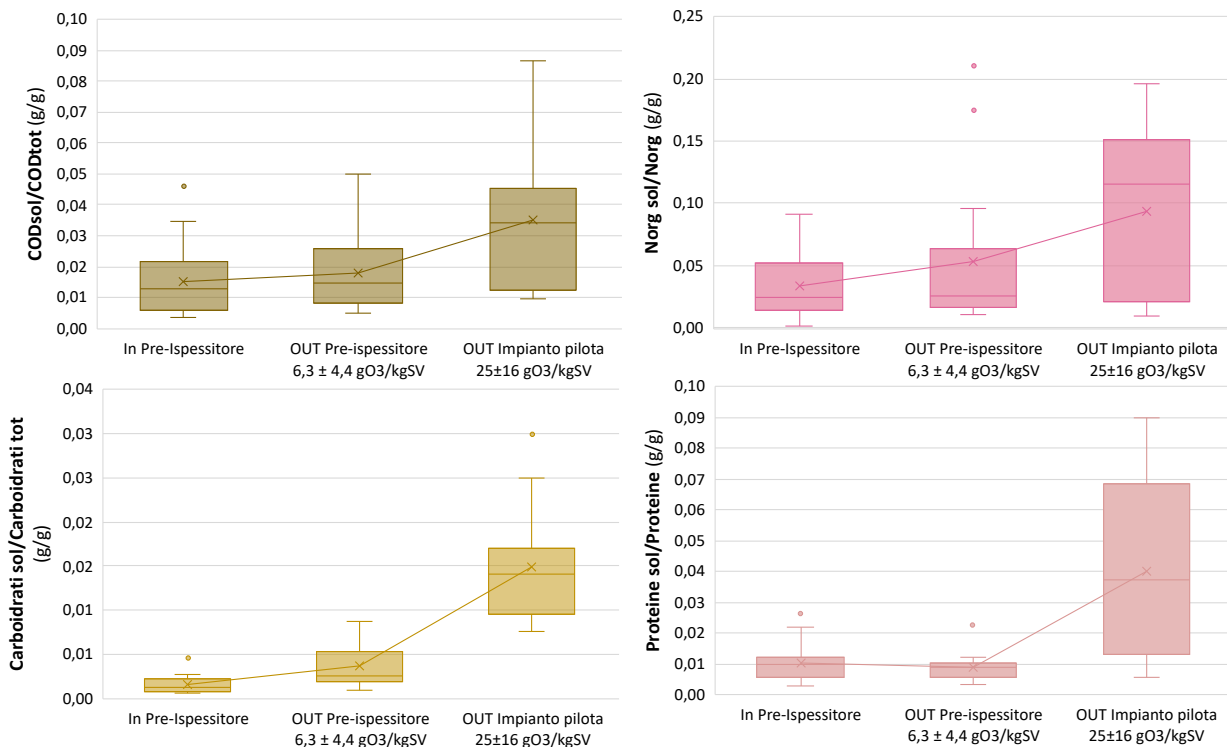 0,10
0,09
0,08
0,07
0,06
0,05
0,04
0,03
0,02
0,01
0,00
CODsol/CODtot (g/g)
In Pre-Ispessitore
OUT Pre-ispessitore
6,3 ± 4,4 gO3/kgSV
OUT Impianto pilota
25±16 gO3/kgSV
0,25
0,20
0,15
0,10
0,05
0,00
Norg sol/Norg (g/g)
In Pre-Ispessitore
OUT Pre-ispessitore
6,3 ± 4,4 gO3/kgSV
OUT Impianto pilota
25±16 gO3/kgSV
0,04
0,03
0,03
0,02
0,02
0,01
0,01
0,00
Carboidrati sol/Carboidrati tot
(g/g)
In Pre-Ispessitore
OUT Pre-ispessitore
6,3 ± 4,4 gO3/kgSV
OUT Impianto pilota
25±16 gO3/kgSV
0,10
0,09
0,08
0,07
0,06
0,05
0,04
0,03
0,02
0,01
0,00
Proteine sol/Proteine (g/g)
In Pre-Ispessitore
OUT Pre-ispessitore
6,3 ± 4,4 gO3/kgSV
OUT Impianto pilota
25±16 gO3/kgSV